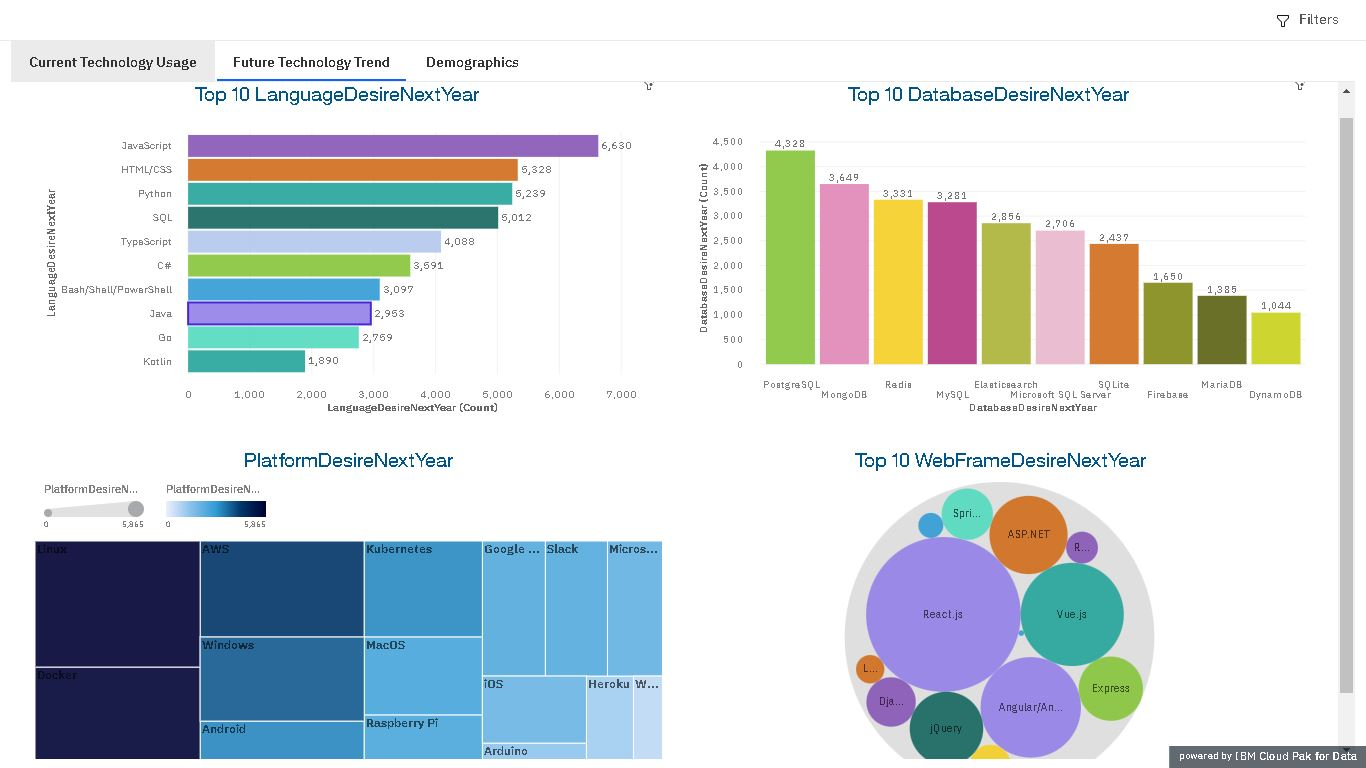 Filters
Current Technology Usage
Future Technology Trend
Demographics
Top 10 LanguageDesireNextYear
LanguageDesireNextYear
JavaScript 6,630
HTML/CSS 5,328
Python 5,239
SQL 5,012
TypeScript 4,088
C# 3,591
Bash/Shell/PowerShell 3,097
Java 2,953
Go 2,759
Kotlin 1,890
0 1,000 2,000 3,000 4,000 5,000 6,000 7,000
LanguageDesireNextYear (Count)
Top 10 DatabaseDesireNextYear
DatabaseDesireNextYear (Count)
4,500
4,000
3,500
3,000
2,500
2,000
1,500
1,000
500
0
4,328 3,649 3,331 3,281 2,856 2,706 2,437 1,650 1,385 1,044
PostgreSQL MongoDB Redis MySQL Elasticsearch Microsoft SQL Server SQLite Firebase MariaDB DynamoDB
DatabaseDesireNextYear
PlatformDesireNextYear
PlatformDesireN... PlatformDesireN...
0 5,865 0 5,865
Linux
Docker
AWS
Windows
Android
Kubernetes
MacOS
Raspberry Pi
Google ...
Slack
Micros...
iOS
Arduino
Heroku
W...
Top 10 WebFrameDesireNextYear
Spri...
ASP.NET
R...
React.js
Vue.js
L...
Dja...
jQuery
Angular/An...
Express
powered by IBM Cloud Pak for Data